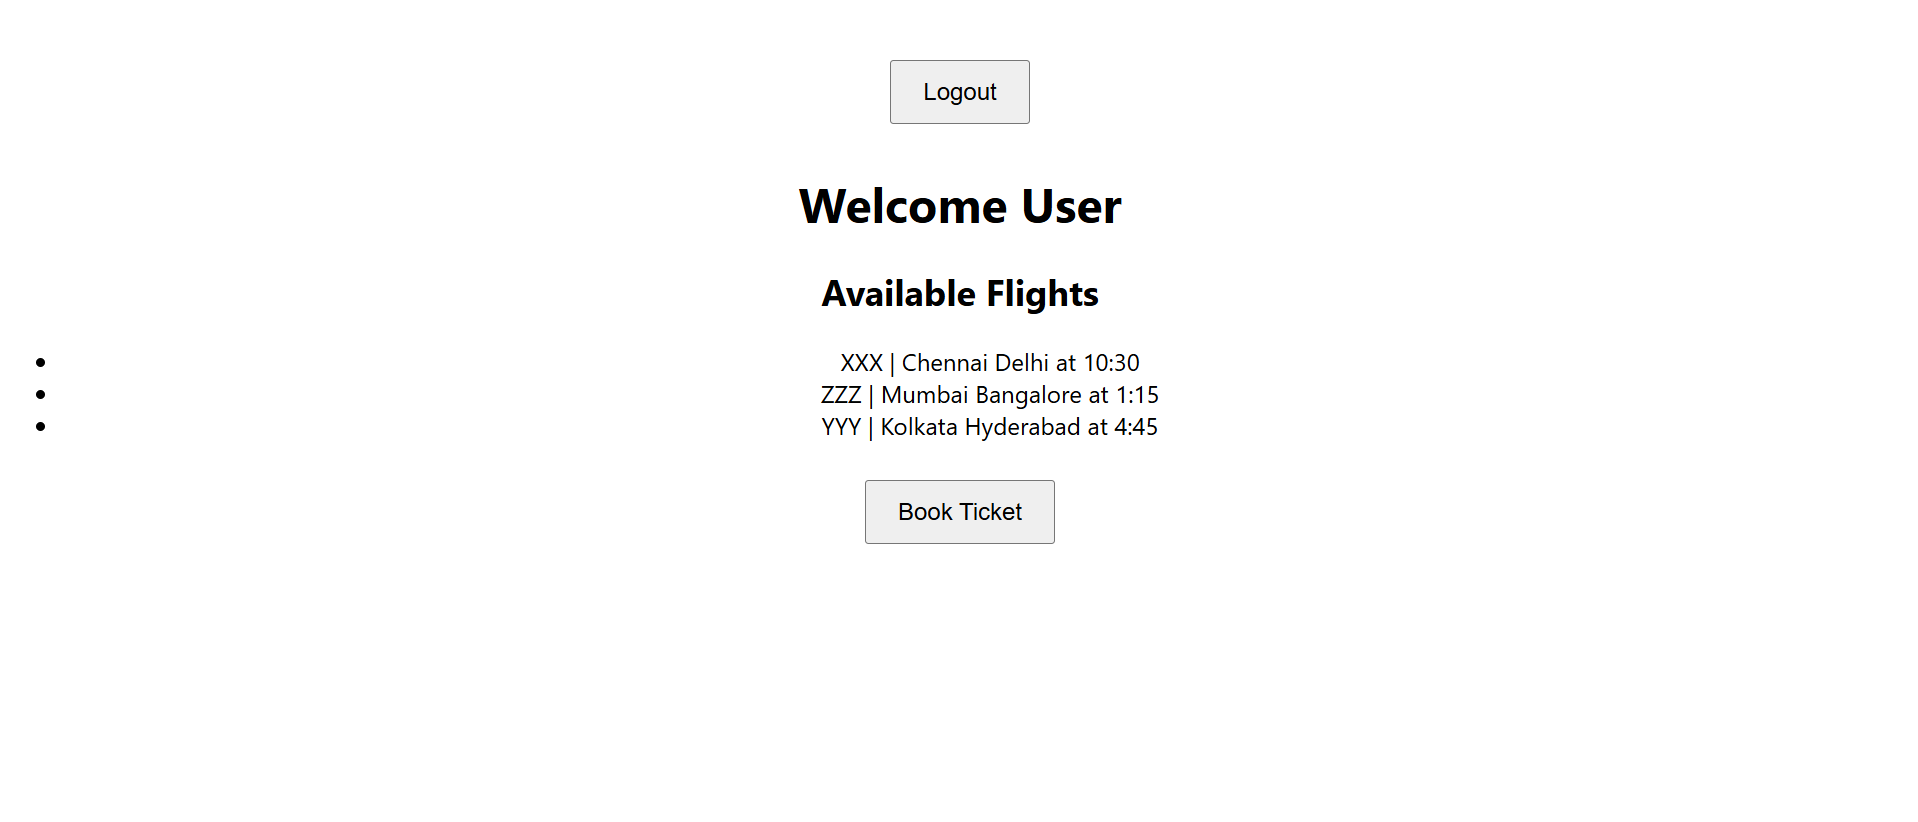 Logout
Welcome User
Available Flights
XXX | Chennai Delhi at 10:30
ZZZ | Mumbai Bangalore at 1:15
YYY | Kolkata Hyderabad at 4:45
Book Ticket